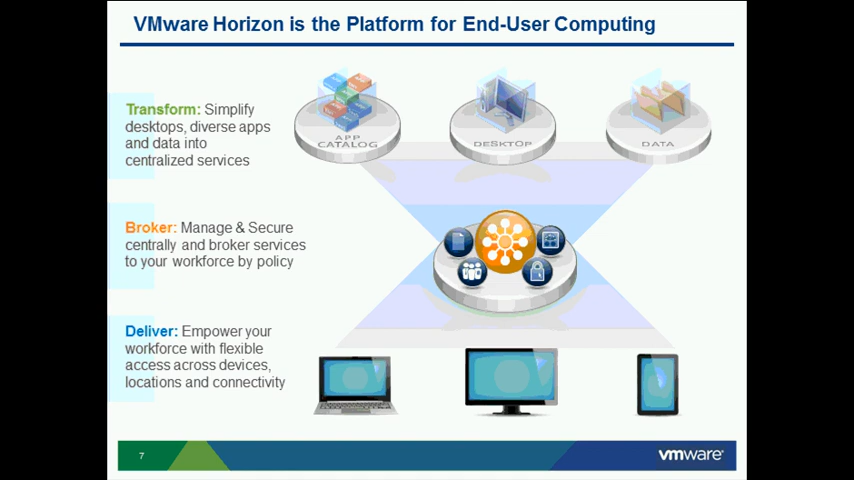 VMware Horizon is the Platform for End-User Computing
Transform: Simplify
desktops, diverse apps
and data into
centralized services
APP
CATALOG
DESKTOP
DATA
Broker: Manage & Secure
centrally and broker services
to your workforce by policy
Deliver: Empower your
workforce with flexible
access across devices,
locations and connectivity
7
vmware®